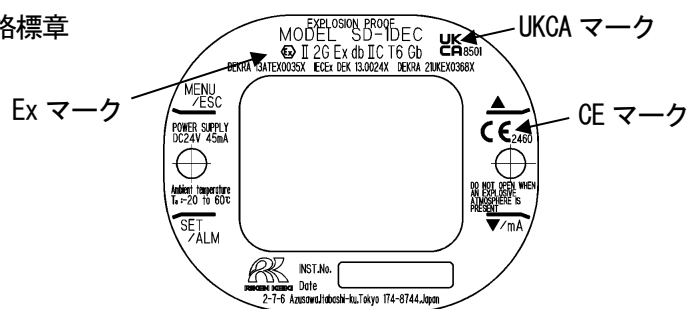 格標章
EXPLOSION PROOF
MODEL SD-1DEC
UK
CA 8501
UKCA マーク
Ex II 2G Ex db IIC T6 Gb
DEKRA 13ATEX0035X IECEx DEK 13.0024X DEKRA 21UKEX0368X
Ex マーク
MENU
/ESC
▲
CE マーク
POWER SUPPLY
DC24V 45mA
CE 2460
Ambient temperature
Ta :-20 to 60℃
DO NOT OPEN WHEN
AN EXPLOSIVE
ATMOSPHERE IS
PRESENT
SET
/ALM
▼/mA
RIKEN KEIKI
INST.No.
Date
2-7-6 Azusawa,Itabashi-ku,Tokyo 174-8744,Japan